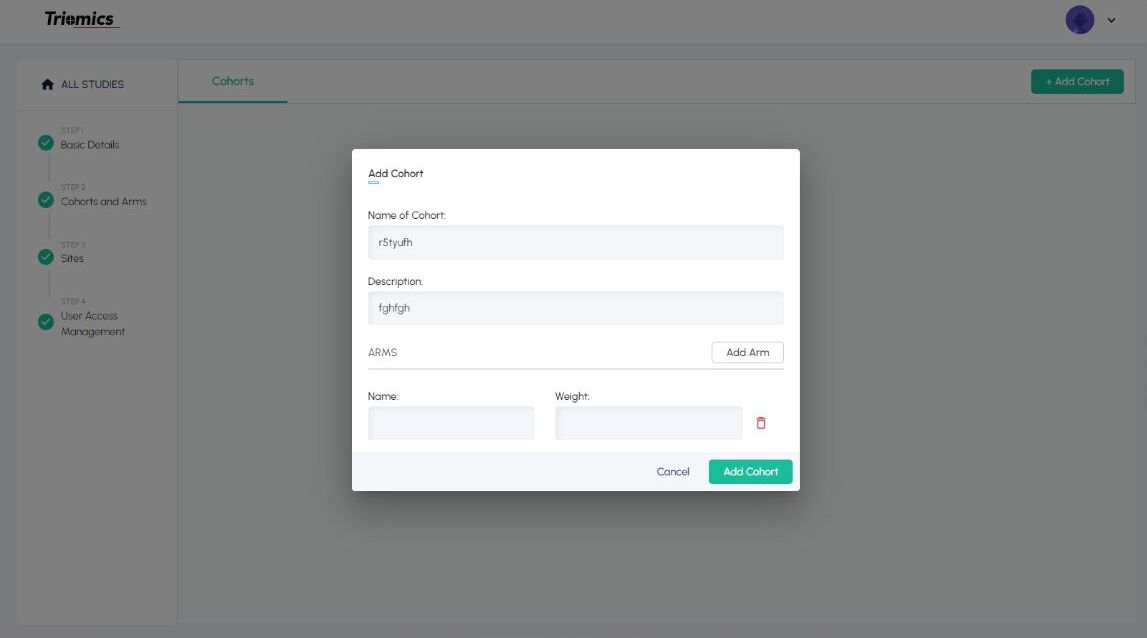 Triomics
ALL STUDIES
Cohorts
+ Add Cohort
STEP 1
Basic Details
STEP 2
Cohorts and Arms
STEP 3
Sites
STEP 4
User Access
Management
Add Cohort
Name of Cohort:
r5tyufh
Description:
fghfgh
ARMS
Add Arm
Name:
Weight:
Cancel
Add Cohort